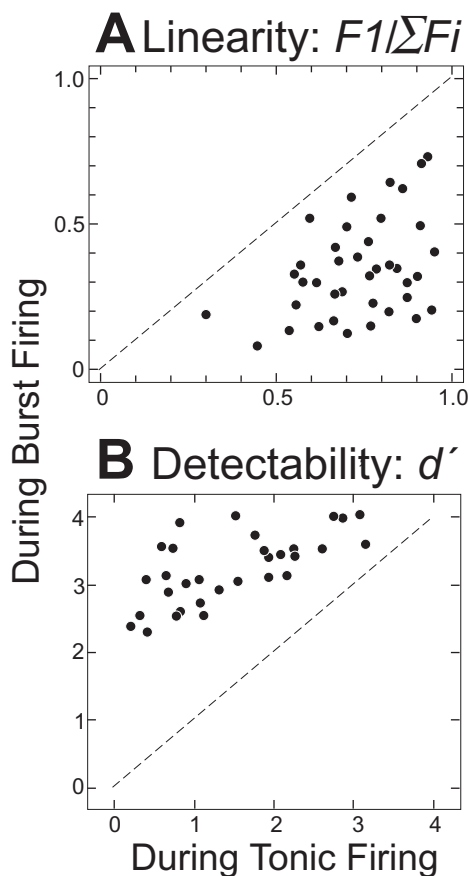 A Linearity: F1/ΣFi
1.0
0.5
0
0 0.5 1.0
During Burst Firing
B Detectability: d´
4
3
2
1
0
0 1 2 3 4
During Tonic Firing